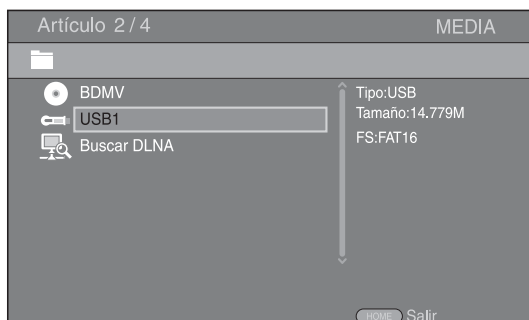 Artículo 2/4 MEDIA
BDMV
USB1
Buscar DLNA
Tipo:USB
Tamaño:14.779M
FS:FAT16
HOME Salir